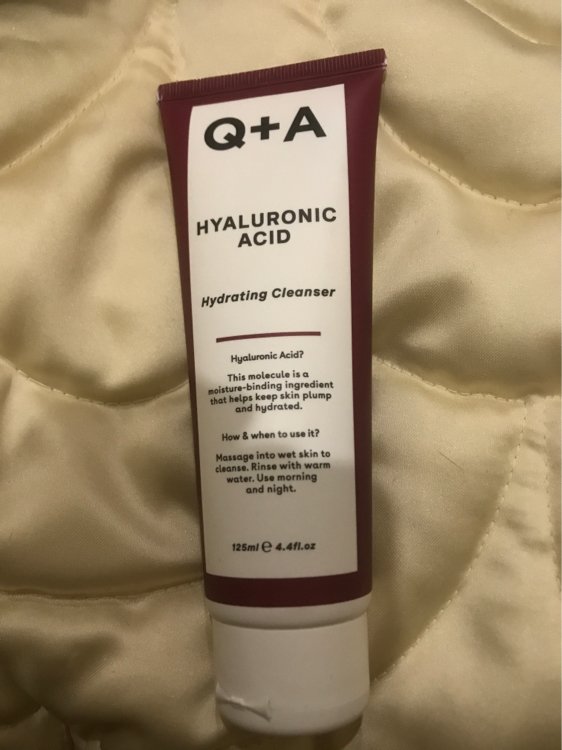 Q+A
HYALURONIC
ACID
Hydrating Cleanser
Hyaluronic Acid?
This molecule is a
moisture-binding ingredient
that helps keep skin plump
and hydrated.
How & when to use it?
Massage into wet skin to
cleanse. Rinse with warm
water. Use morning
and night.
125ml ℮ 4.4fl.oz